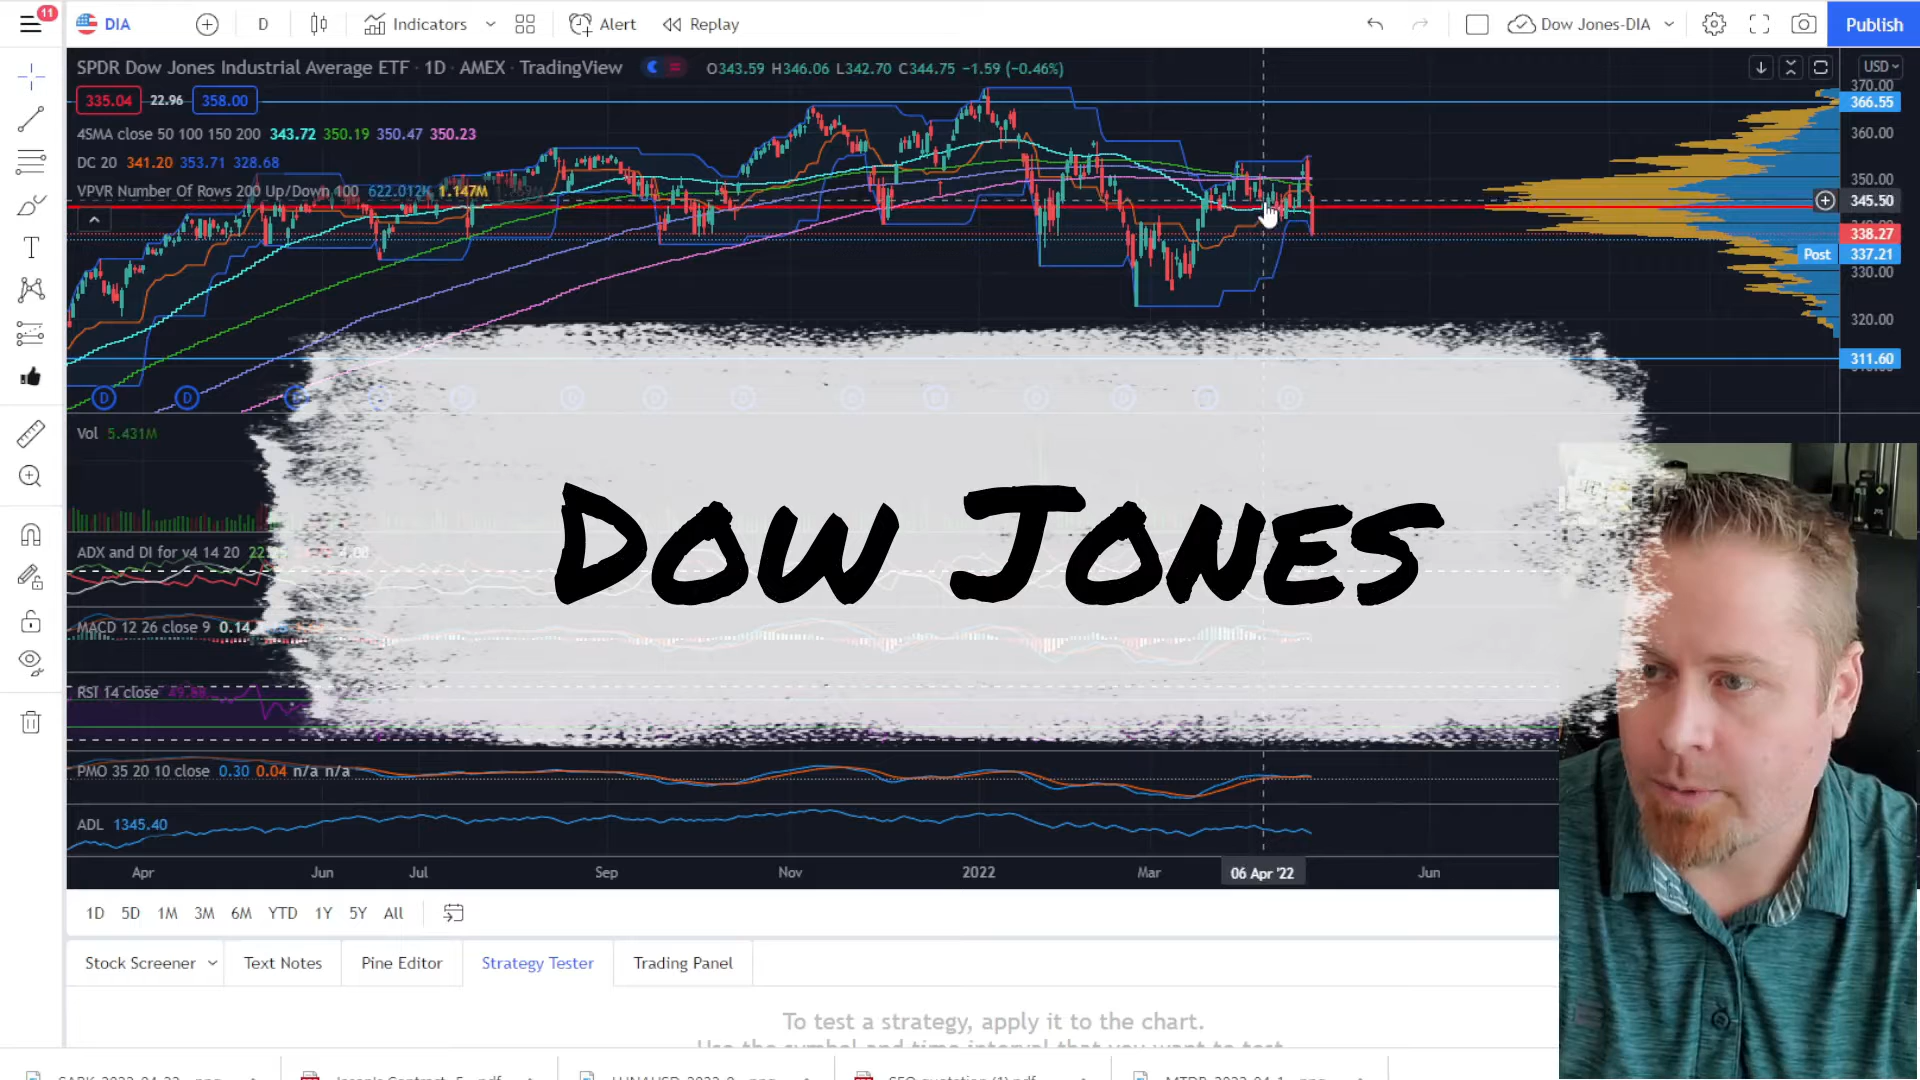 11
DIA
D
Indicators
Alert
Replay
Dow Jones-DIA
Publish
SPDR Dow Jones Industrial Average ETF · 1D · AMEX · TradingView
O343.59 H346.06 L342.70 C344.75 −1.59 (−0.46%)
USD
335.04 22.96 358.00
4SMA close 50 100 150 200 343.72 350.19 350.47 350.23
DC 20 341.20 353.71 328.68
VPVR Number Of Rows 200 Up/Down 100 622.012K 1.147M
370.00
366.55
360.00
350.00
345.50
338.27
Post 337.21
330.00
320.00
311.60
D D
Vol 5.431M
Dow Jones
ADX and DI for v4 14 20
MACD 12 26 close 9 0.14
RSI 14 close 49.88
PMO 35 20 10 close 0.30 0.04 n/a n/a
ADL 1345.40
Apr Jun Jul Sep Nov 2022 Mar 06 Apr '22 Jun
1D 5D 1M 3M 6M YTD 1Y 5Y All
Stock Screener Text Notes Pine Editor Strategy Tester Trading Panel
To test a strategy, apply it to the chart.